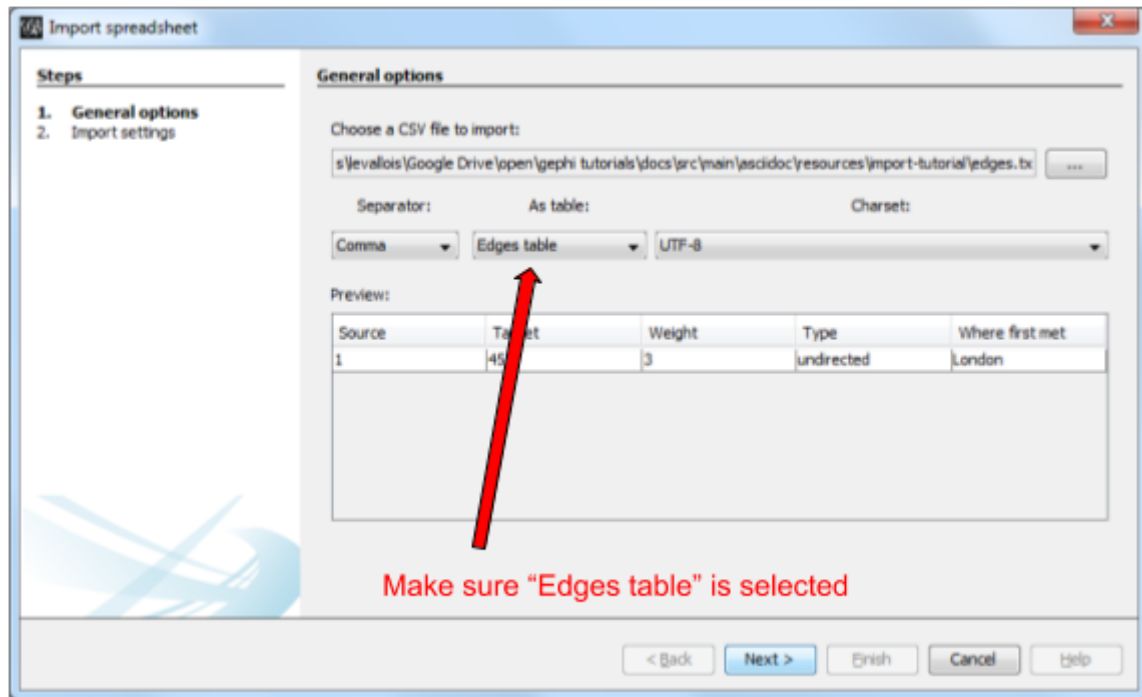 Import spreadsheet
Steps
1. General options
2. Import settings
General options
Choose a CSV file to import:
s\levallois\Google Drive\open\gephi tutorials\docs\src\main\asciidoc\resources\import-tutorial\edges.tx ...
Separator: As table: Charset:
Comma Edges table UTF-8
Preview:
Source Weight Type Where first met
1 45 3 undirected London
Make sure “Edges table” is selected
< Back Next > Finish Cancel Help